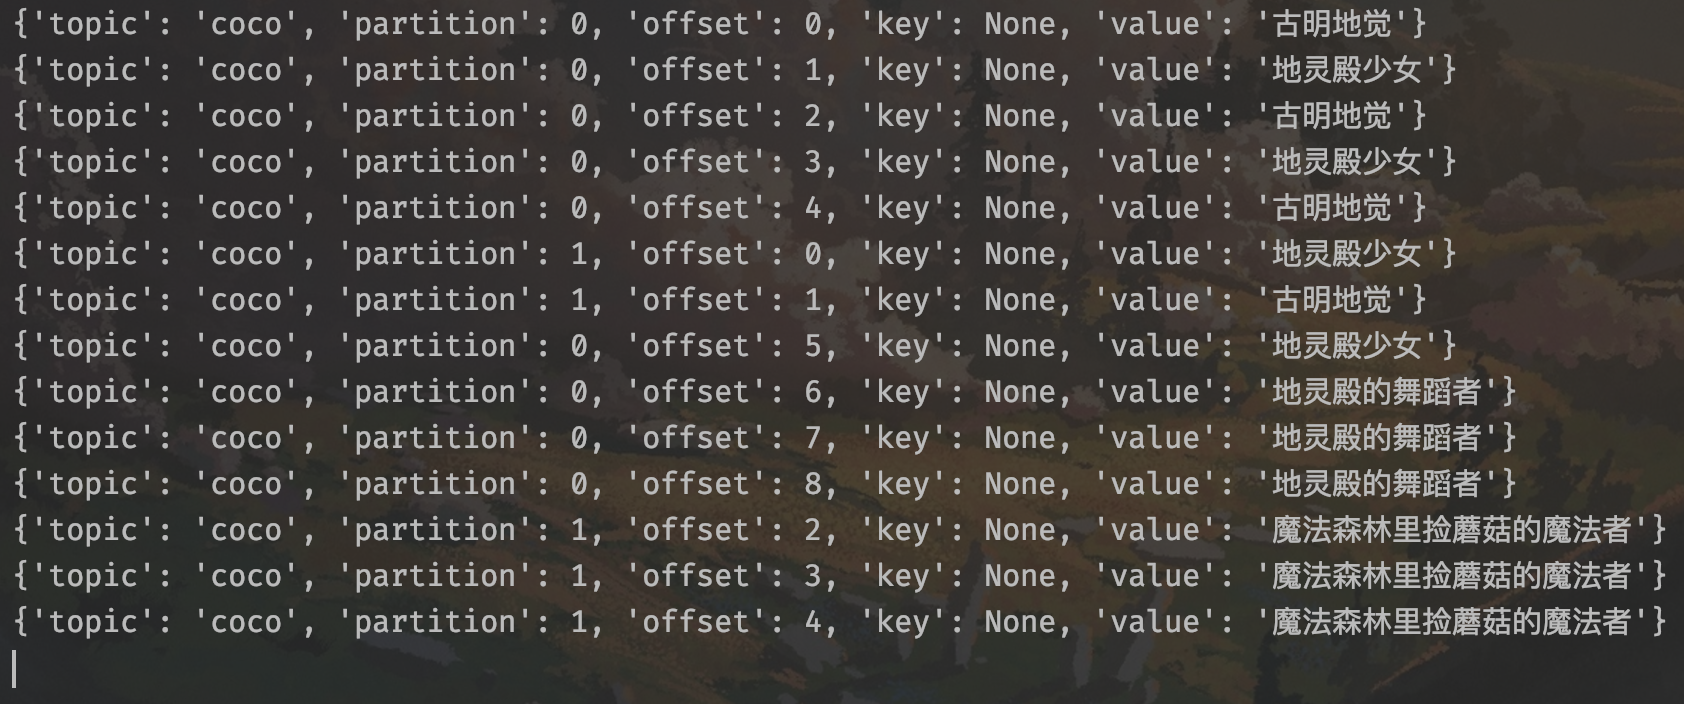 {'topic': 'coco', 'partition': 0, 'offset': 0, 'key': None, 'value': '古明地觉'}
{'topic': 'coco', 'partition': 0, 'offset': 1, 'key': None, 'value': '地灵殿少女'}
{'topic': 'coco', 'partition': 0, 'offset': 2, 'key': None, 'value': '古明地觉'}
{'topic': 'coco', 'partition': 0, 'offset': 3, 'key': None, 'value': '地灵殿少女'}
{'topic': 'coco', 'partition': 0, 'offset': 4, 'key': None, 'value': '古明地觉'}
{'topic': 'coco', 'partition': 1, 'offset': 0, 'key': None, 'value': '地灵殿少女'}
{'topic': 'coco', 'partition': 1, 'offset': 1, 'key': None, 'value': '古明地觉'}
{'topic': 'coco', 'partition': 0, 'offset': 5, 'key': None, 'value': '地灵殿少女'}
{'topic': 'coco', 'partition': 0, 'offset': 6, 'key': None, 'value': '地灵殿的舞蹈者'}
{'topic': 'coco', 'partition': 0, 'offset': 7, 'key': None, 'value': '地灵殿的舞蹈者'}
{'topic': 'coco', 'partition': 0, 'offset': 8, 'key': None, 'value': '地灵殿的舞蹈者'}
{'topic': 'coco', 'partition': 1, 'offset': 2, 'key': None, 'value': '魔法森林里捡蘑菇的魔法者'}
{'topic': 'coco', 'partition': 1, 'offset': 3, 'key': None, 'value': '魔法森林里捡蘑菇的魔法者'}
{'topic': 'coco', 'partition': 1, 'offset': 4, 'key': None, 'value': '魔法森林里捡蘑菇的魔法者'}